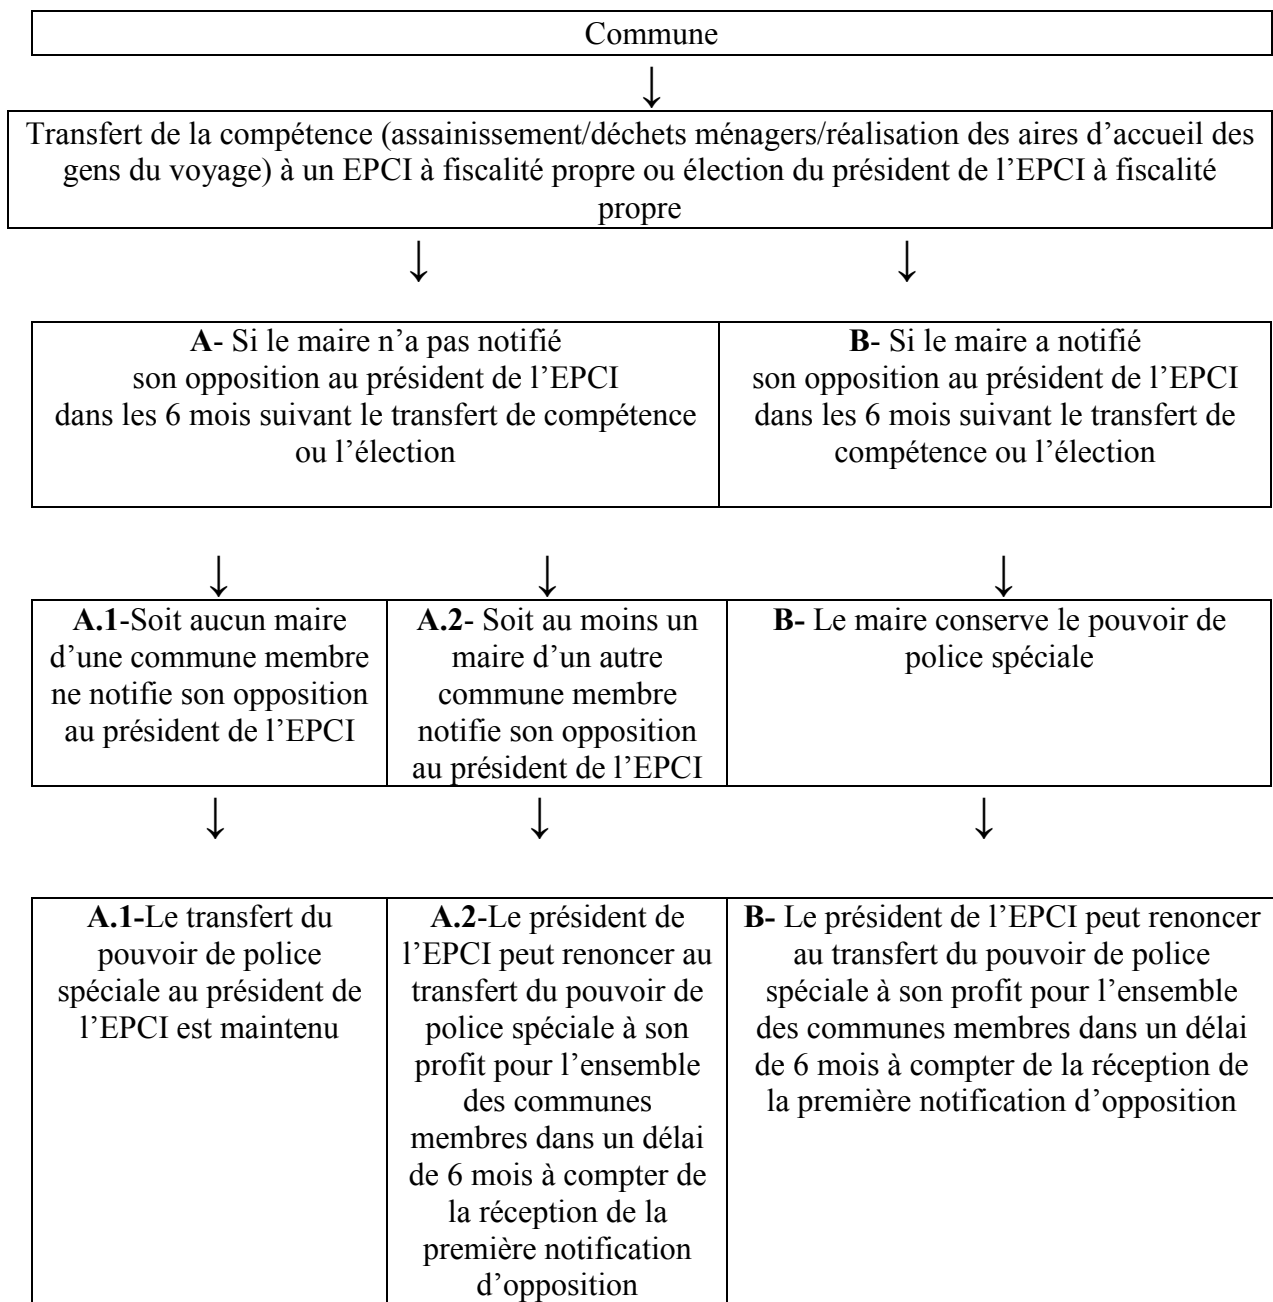 Commune
↓
Transfert de la compétence (assainissement/déchets ménagers/réalisation des aires d’accueil des
gens du voyage) à un EPCI à fiscalité propre ou élection du président de l’EPCI à fiscalité
propre
↓ ↓
A- Si le maire n’a pas notifié
son opposition au président de l’EPCI
dans les 6 mois suivant le transfert de compétence
ou l’élection
B- Si le maire a notifié
son opposition au président de l’EPCI
dans les 6 mois suivant le transfert de
compétence ou l’élection
↓ ↓ ↓
A.1-Soit aucun maire
d’une commune membre
ne notifie son opposition
au président de l’EPCI
A.2- Soit au moins un
maire d’un autre
commune membre
notifie son opposition
au président de l’EPCI
B- Le maire conserve le pouvoir de
police spéciale
↓ ↓ ↓
A.1-Le transfert du
pouvoir de police
spéciale au président de
l’EPCI est maintenu
A.2-Le président de
l’EPCI peut renoncer au
transfert du pouvoir de
police spéciale à son
profit pour l’ensemble
des communes
membres dans un délai
de 6 mois à compter de
la réception de la
première notification
d’opposition
B- Le président de l’EPCI peut renoncer
au transfert du pouvoir de police
spéciale à son profit pour l’ensemble
des communes membres dans un délai
de 6 mois à compter de la réception de
la première notification d’opposition